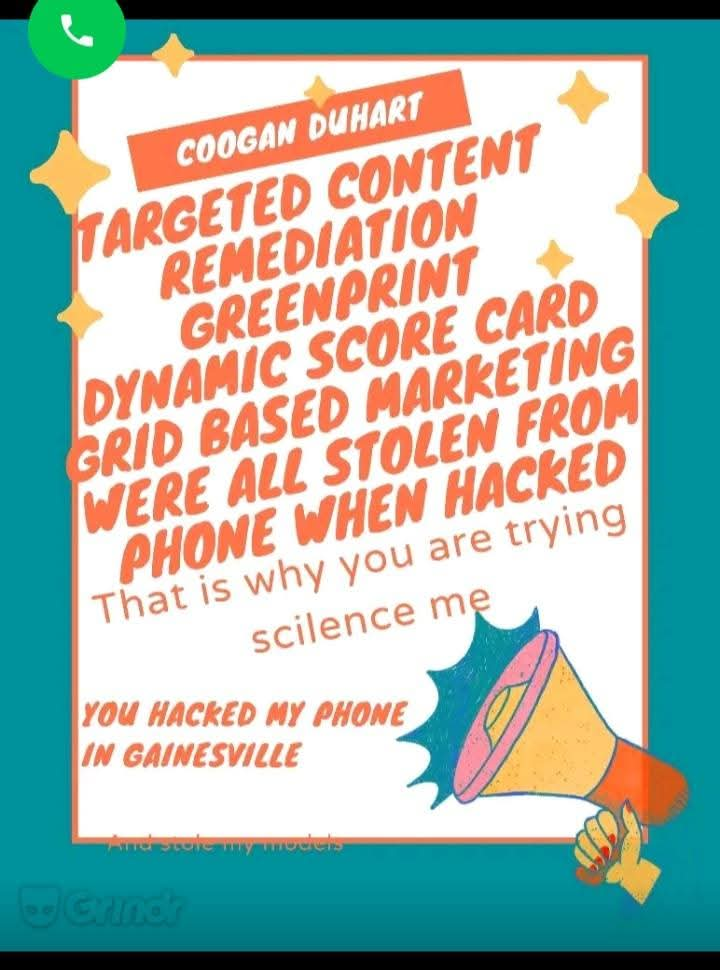 COOGAN DUHART
TARGETED CONTENT
REMEDIATION
GREENPRINT
DYNAMIC SCORE CARD
GRID BASED MARKETING
WERE ALL STOLEN FROM
PHONE WHEN HACKED
That is why you are trying
scilence me
YOU HACKED MY PHONE
IN GAINESVILLE
And stole my models
Grindr